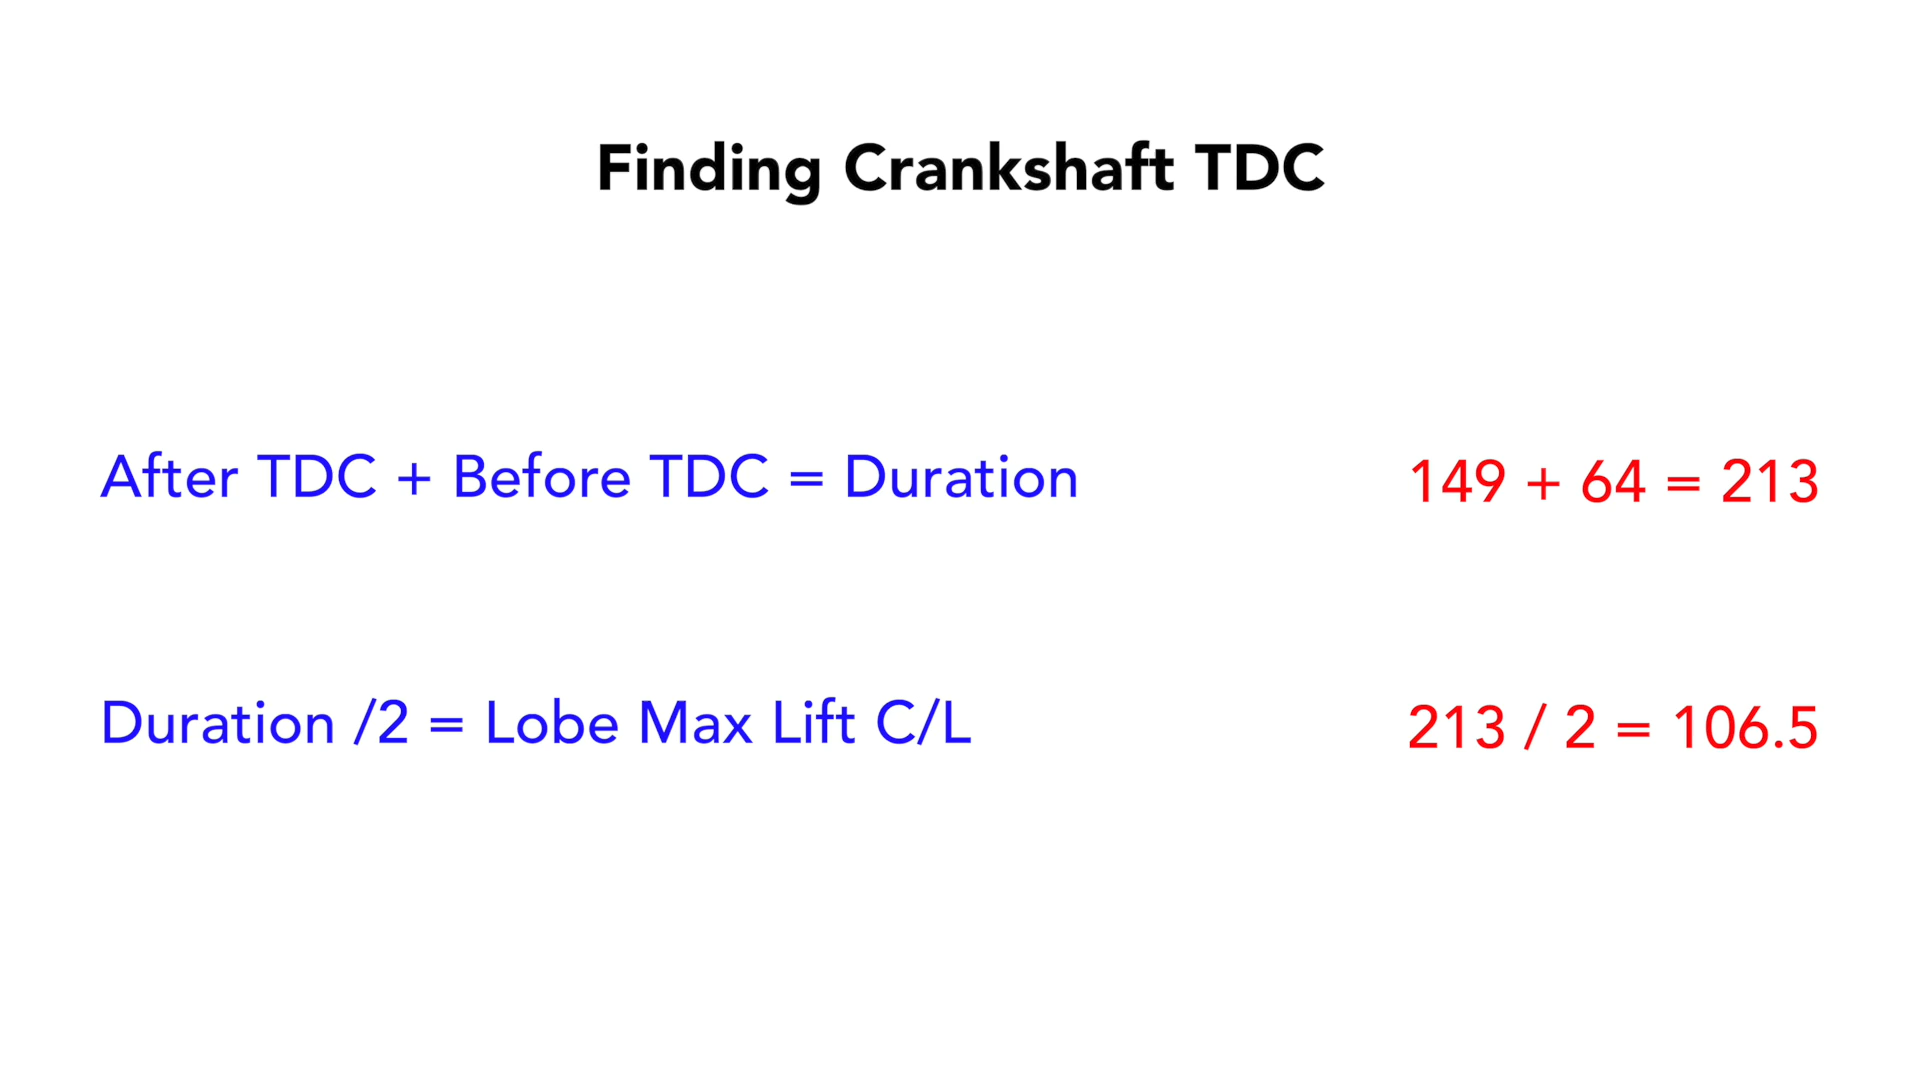 Finding Crankshaft TDC
After TDC + Before TDC = Duration 149 + 64 = 213
Duration /2 = Lobe Max Lift C/L 213 / 2 = 106.5